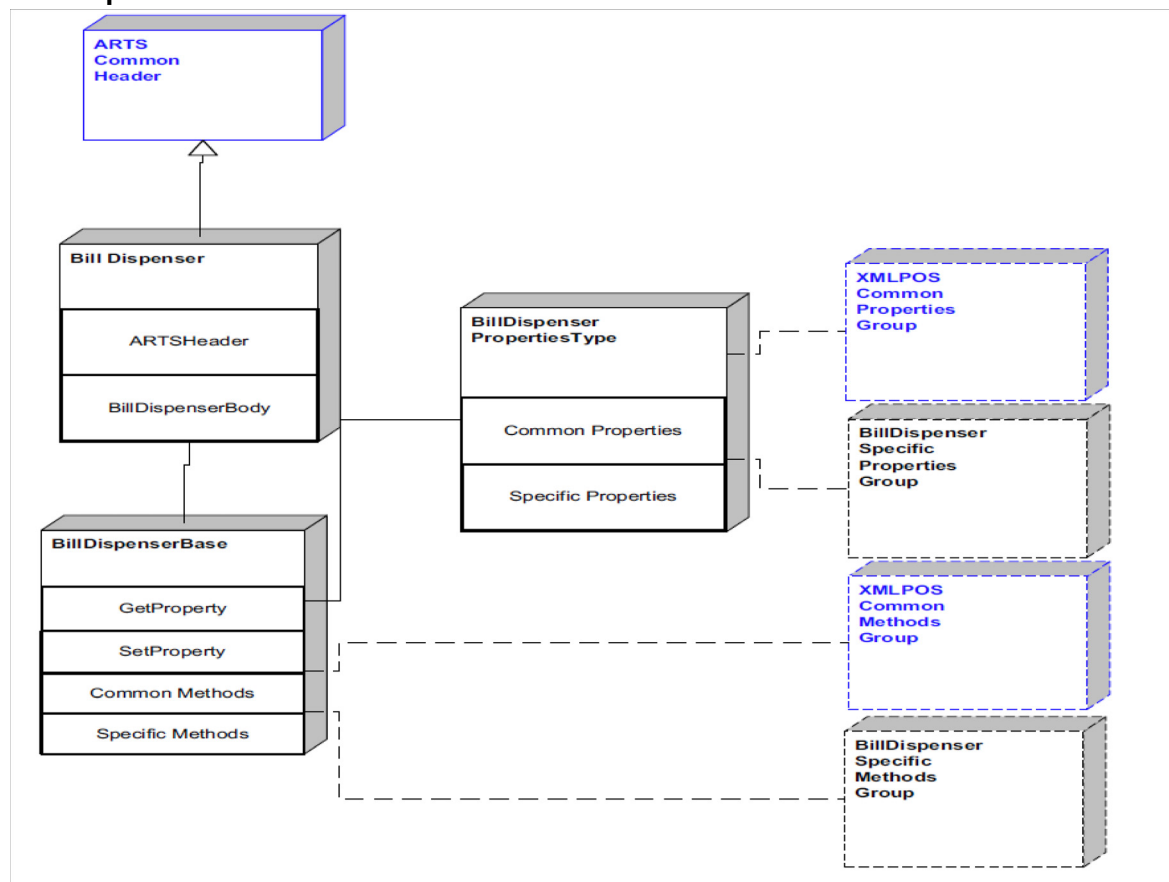 ARTS
Common
Header
Bill Dispenser
ARTSHeader
BillDispenserBody
BillDispenser
PropertiesType
Common Properties
Specific Properties
XMLPOS
Common
Properties
Group
BillDispenser
Specific
Properties
Group
BillDispenserBase
GetProperty
SetProperty
Common Methods
Specific Methods
XMLPOS
Common
Methods
Group
BillDispenser
Specific
Methods
Group